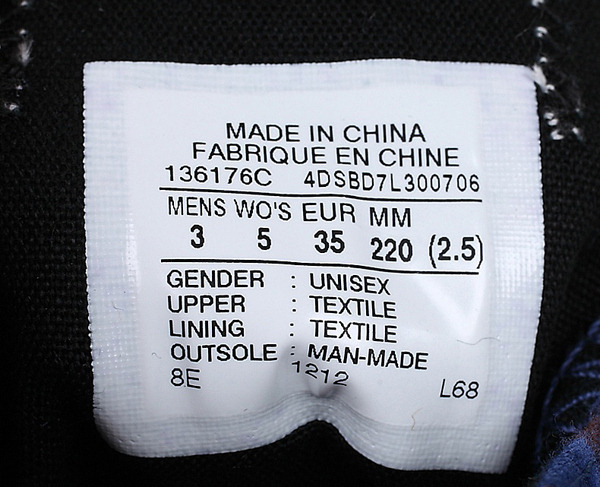 MADE IN CHINA
FABRIQUE EN CHINE
136176C 4DSBD7L300706
MENS WO'S EUR MM
3 5 35 220 (2.5)
GENDER : UNISEX
UPPER : TEXTILE
LINING : TEXTILE
OUTSOLE : MAN-MADE
8E 1212 L68